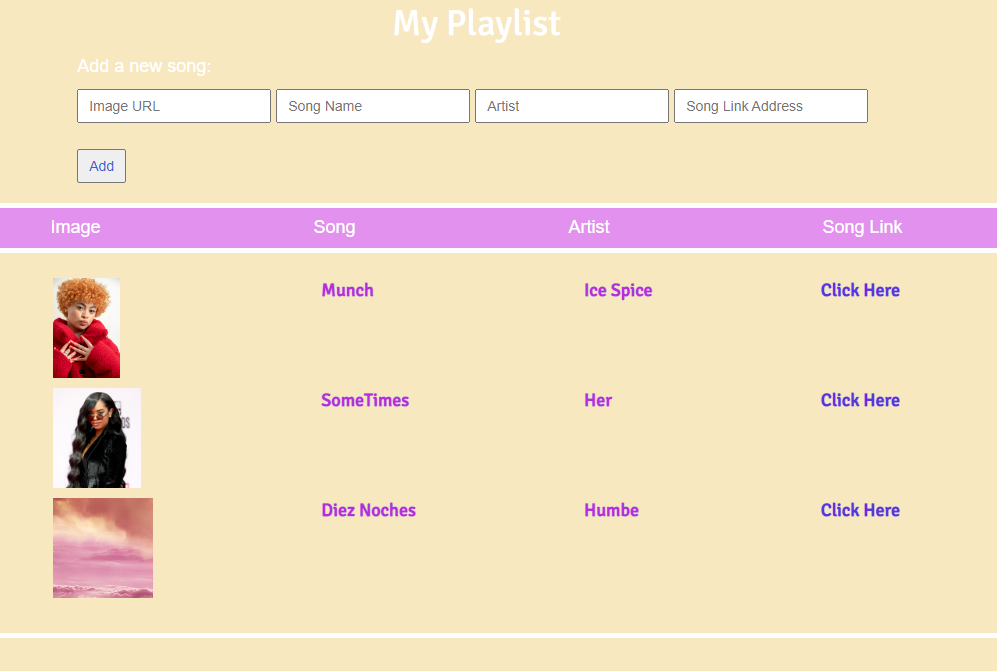 My Playlist
Add a new song:
Image URL Song Name Artist Song Link Address
Add
Image Song Artist Song Link
Munch Ice Spice Click Here
SomeTimes Her Click Here
Diez Noches Humbe Click Here